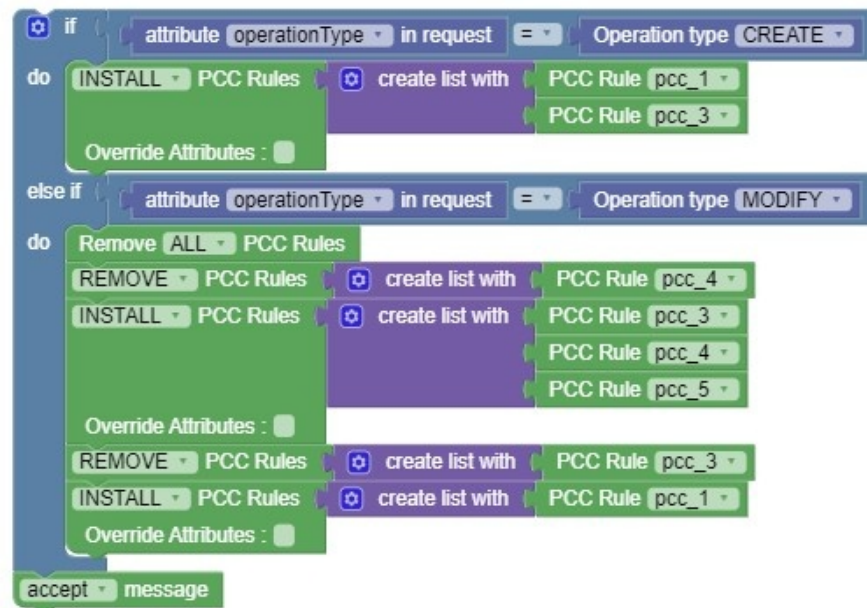 if attribute operationType in request = Operation type CREATE
do INSTALL PCC Rules create list with PCC Rule pcc_1
PCC Rule pcc_3
Override Attributes :
else if attribute operationType in request = Operation type MODIFY
do Remove ALL PCC Rules
REMOVE PCC Rules create list with PCC Rule pcc_4
INSTALL PCC Rules create list with PCC Rule pcc_3
PCC Rule pcc_4
PCC Rule pcc_5
Override Attributes :
REMOVE PCC Rules create list with PCC Rule pcc_3
INSTALL PCC Rules create list with PCC Rule pcc_1
Override Attributes :
accept message